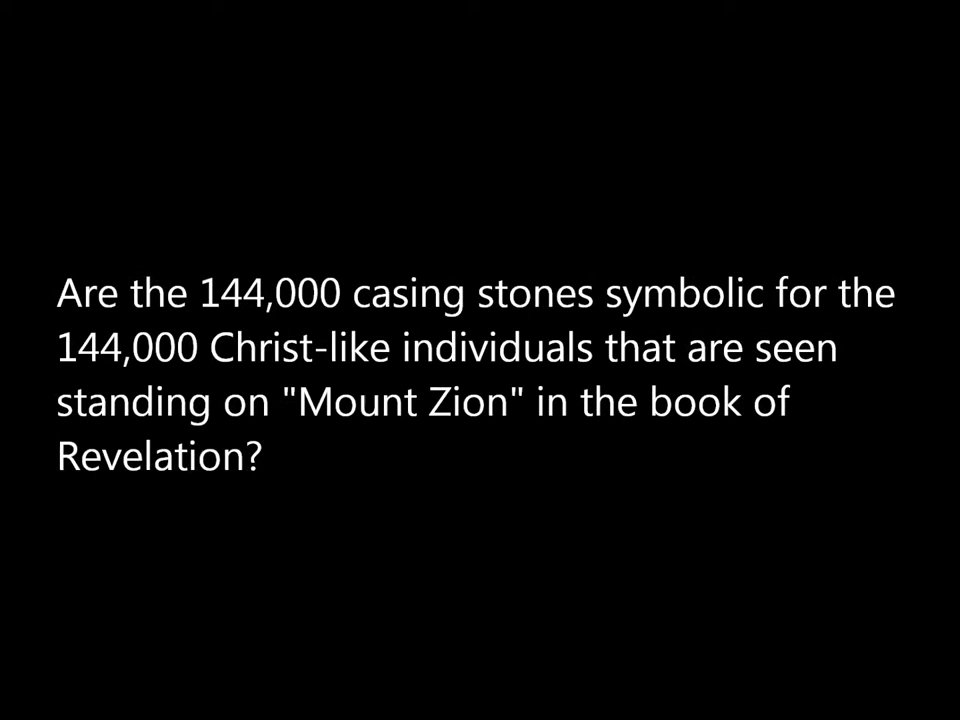 Are the 144,000 casing stones symbolic for the
144,000 Christ-like individuals that are seen
standing on "Mount Zion" in the book of
Revelation?